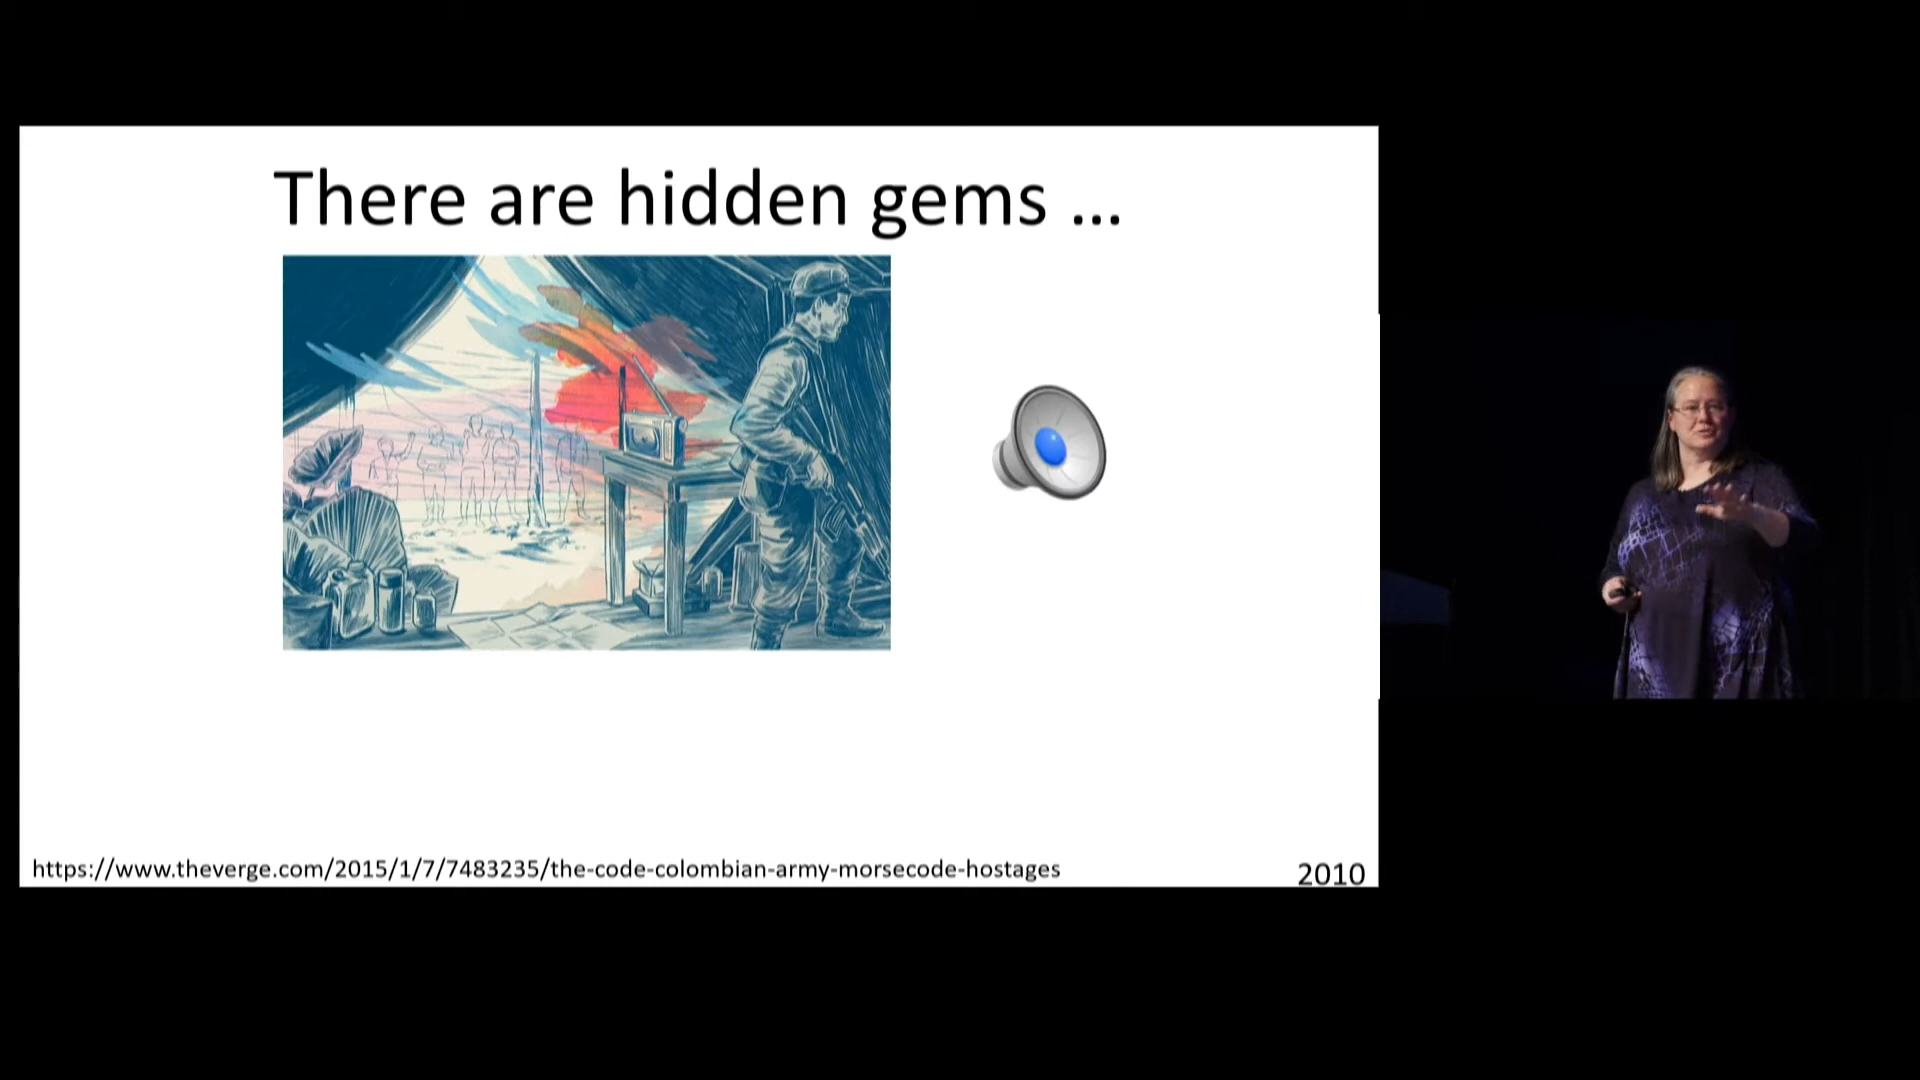 There are hidden gems ...
https://www.theverge.com/2015/1/7/7483235/the-code-colombian-army-morsecode-hostages
2010